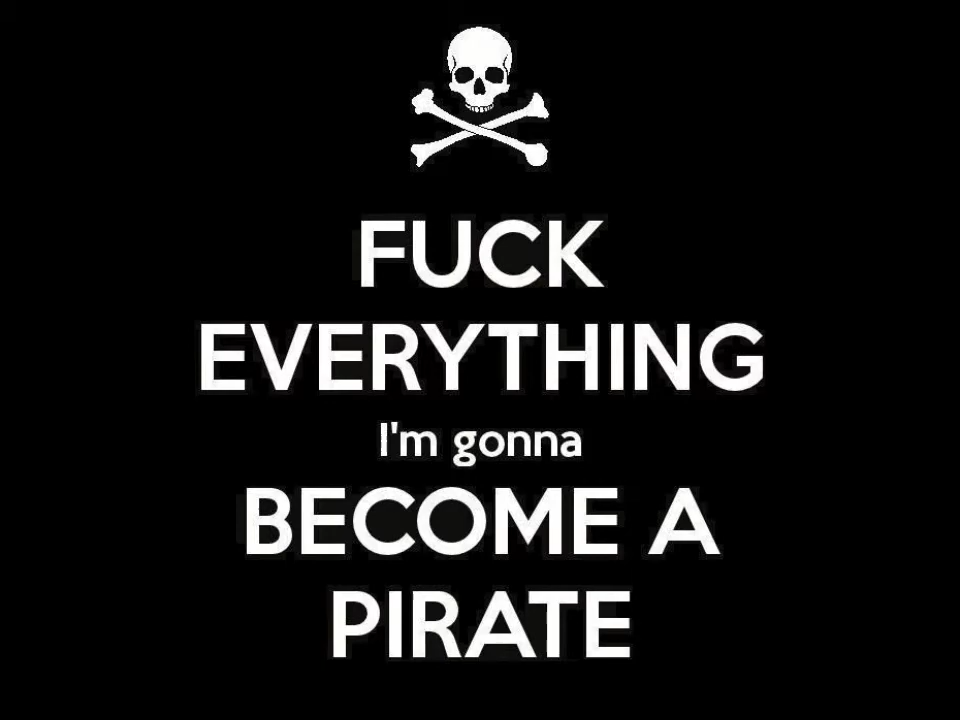 FUCK
EVERYTHING
I'm gonna
BECOME A
PIRATE